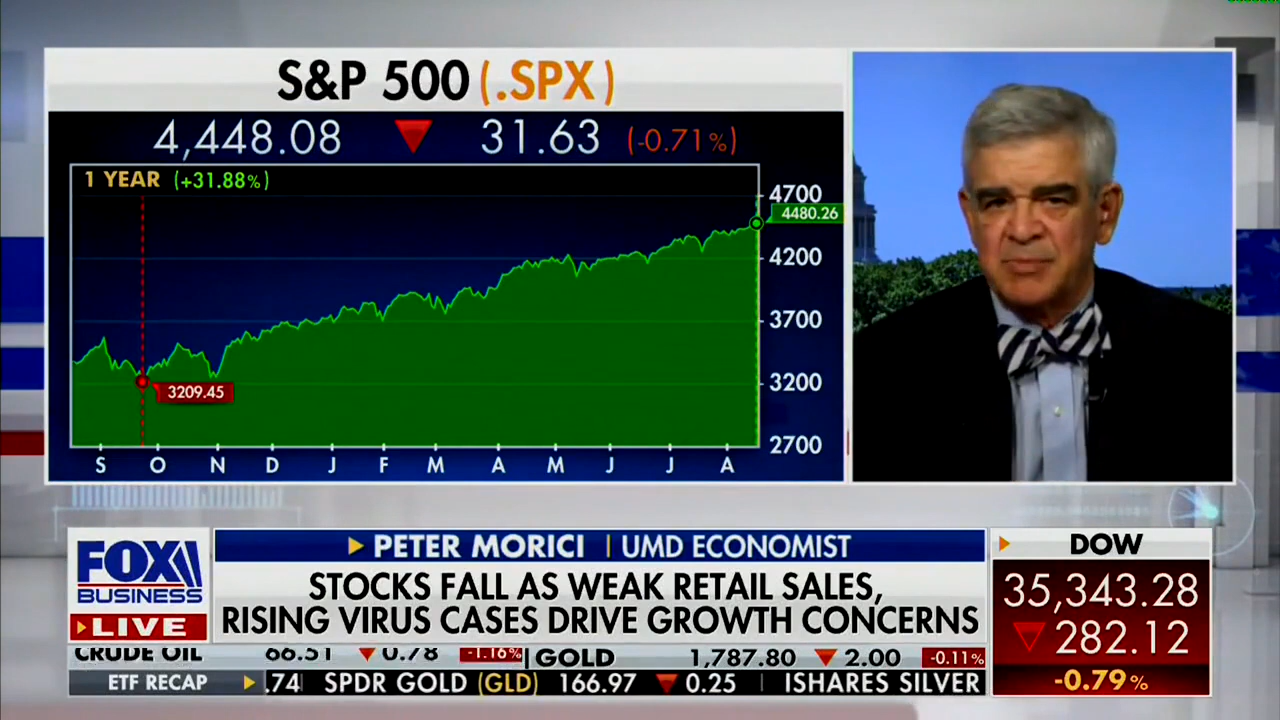 S&P 500 (.SPX)
4,448.08 ▼ 31.63 (-0.71%)
1 YEAR (+31.88%)
4700
4480.26
4200
3700
3209.45
3200
2700
S O N D J F M A M J J A
FOX
BUSINESS
LIVE
PETER MORICI | UMD ECONOMIST
STOCKS FALL AS WEAK RETAIL SALES,
RISING VIRUS CASES DRIVE GROWTH CONCERNS
DOW
35,343.28
▼ 282.12
-0.79%
CRUDE OIL 66.51 ▼ 0.78 -1.16% GOLD 1,787.80 ▼ 2.00 -0.11%
ETF RECAP .74 SPDR GOLD (GLD) 166.97 ▼ 0.25 | ISHARES SILVER